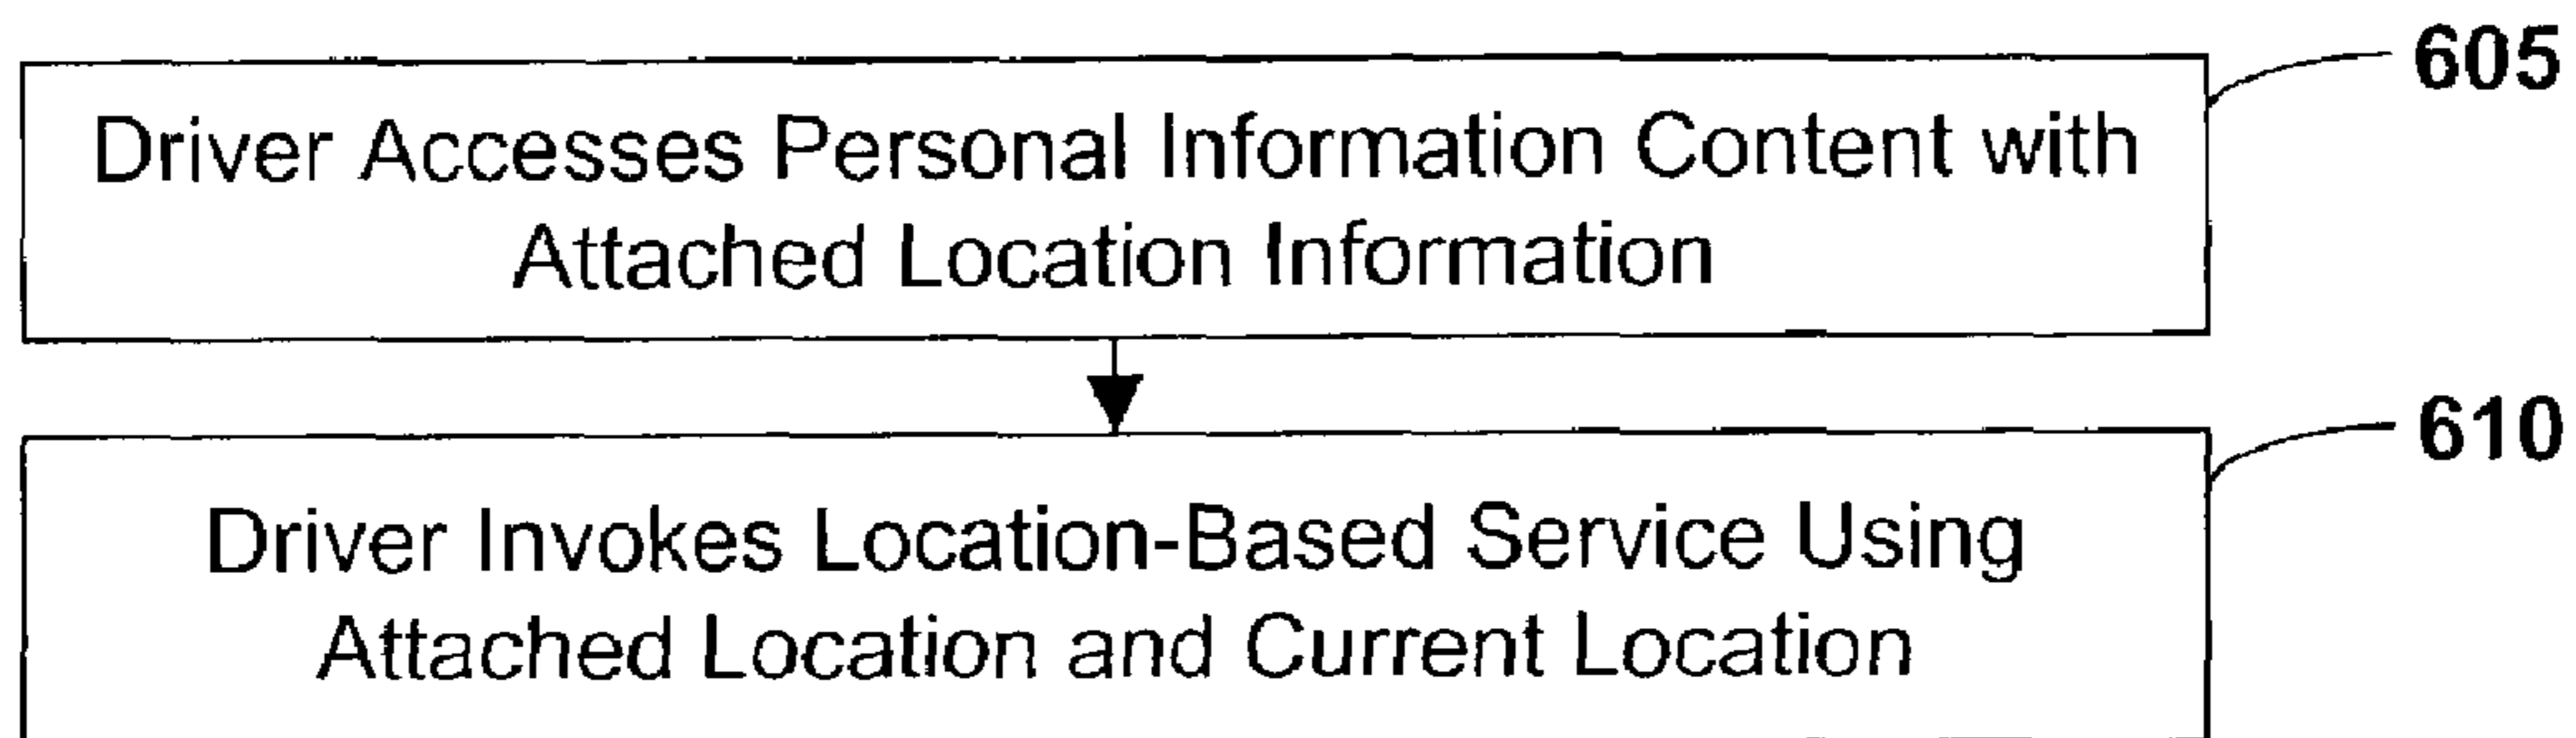 605
Driver Accesses Personal Information Content with
Attached Location Information
610
Driver Invokes Location-Based Service Using
Attached Location and Current Location